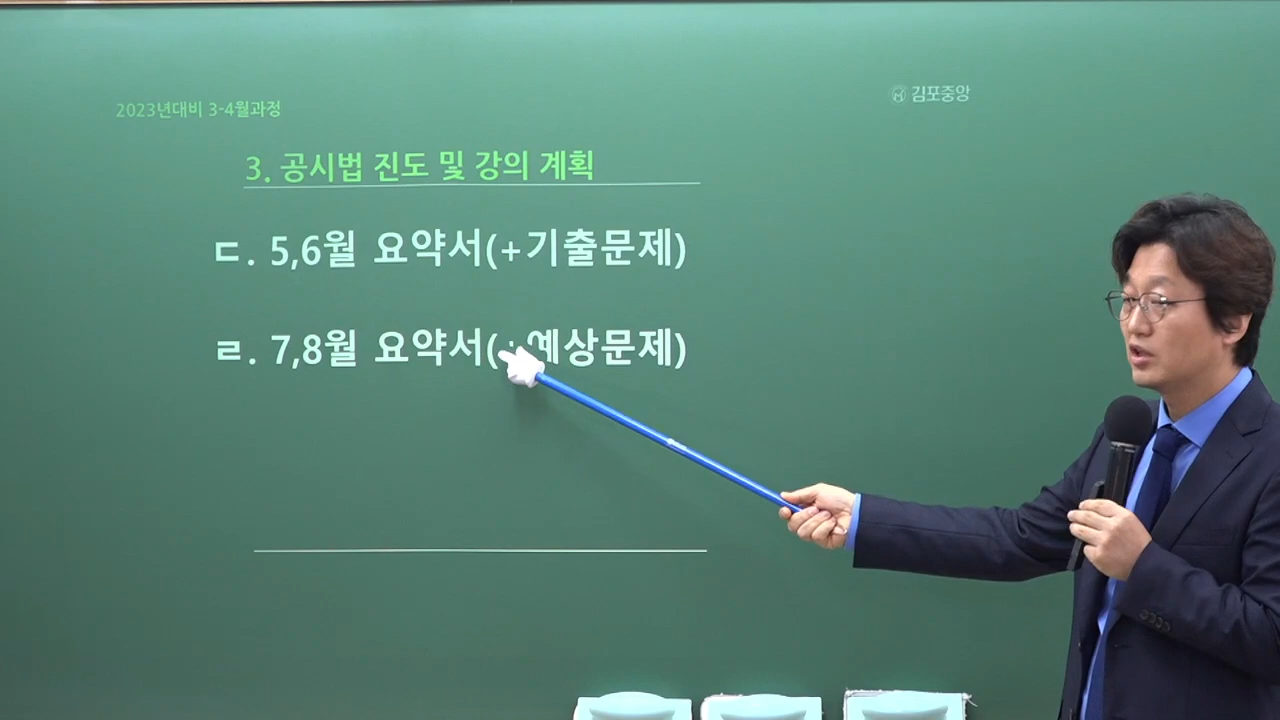 2023년대비 3-4월과정
김포중앙
3. 공시법 진도 및 강의 계획
ㄷ. 5,6월 요약서(+기출문제)
ㄹ. 7,8월 요약서(+예상문제)